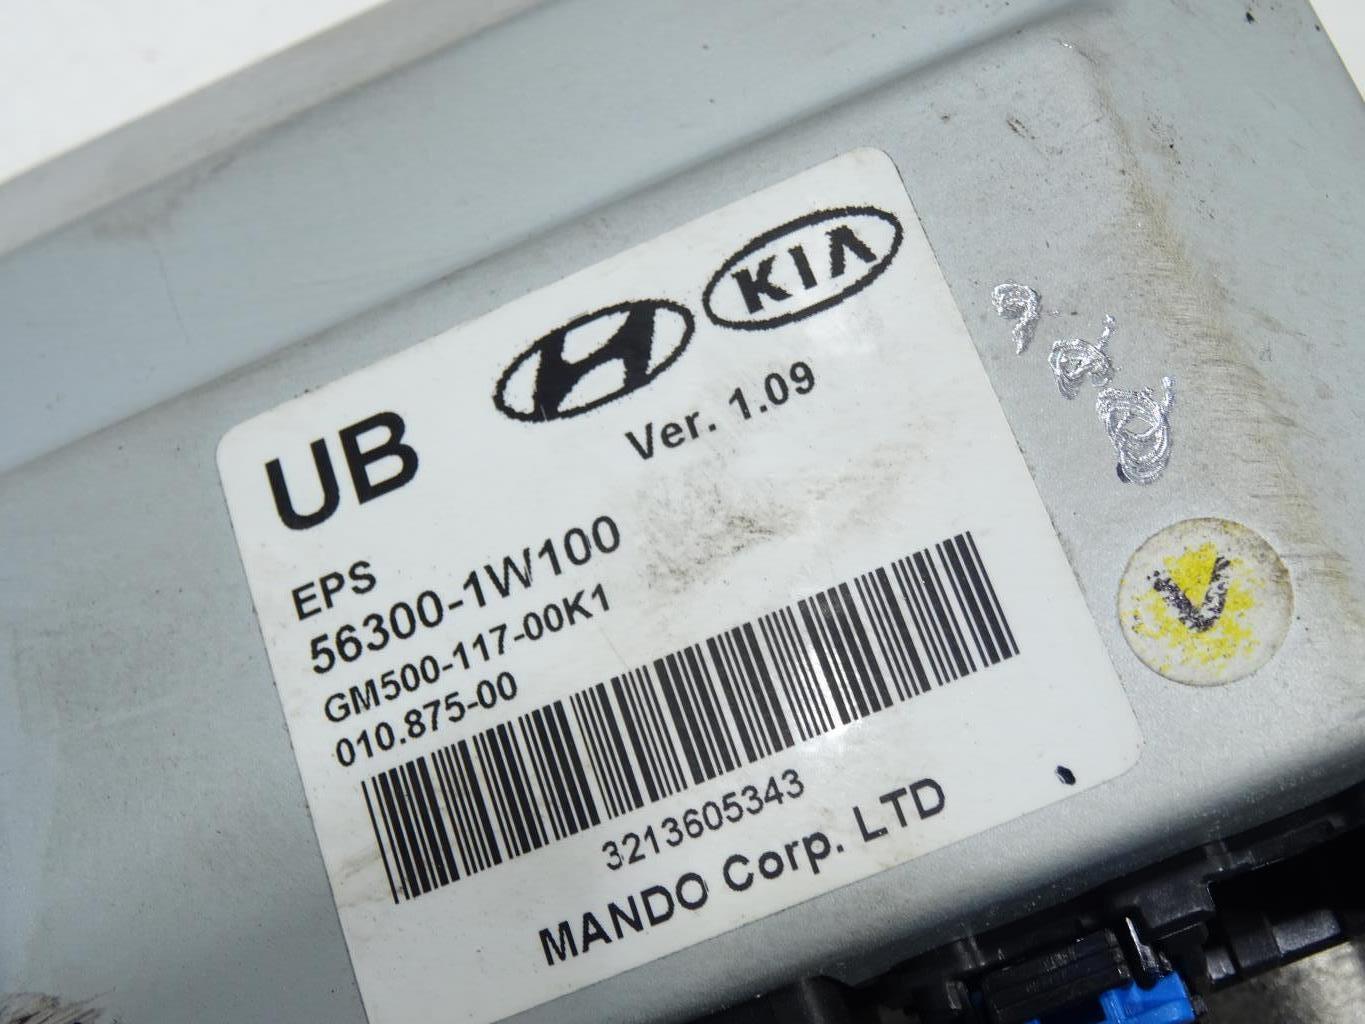 KIA
Ver. 1.09
UB
EPS
56300-1W100
GM500-117-00K1
010.875-00
3213605343
MANDO Corp. LTD
V